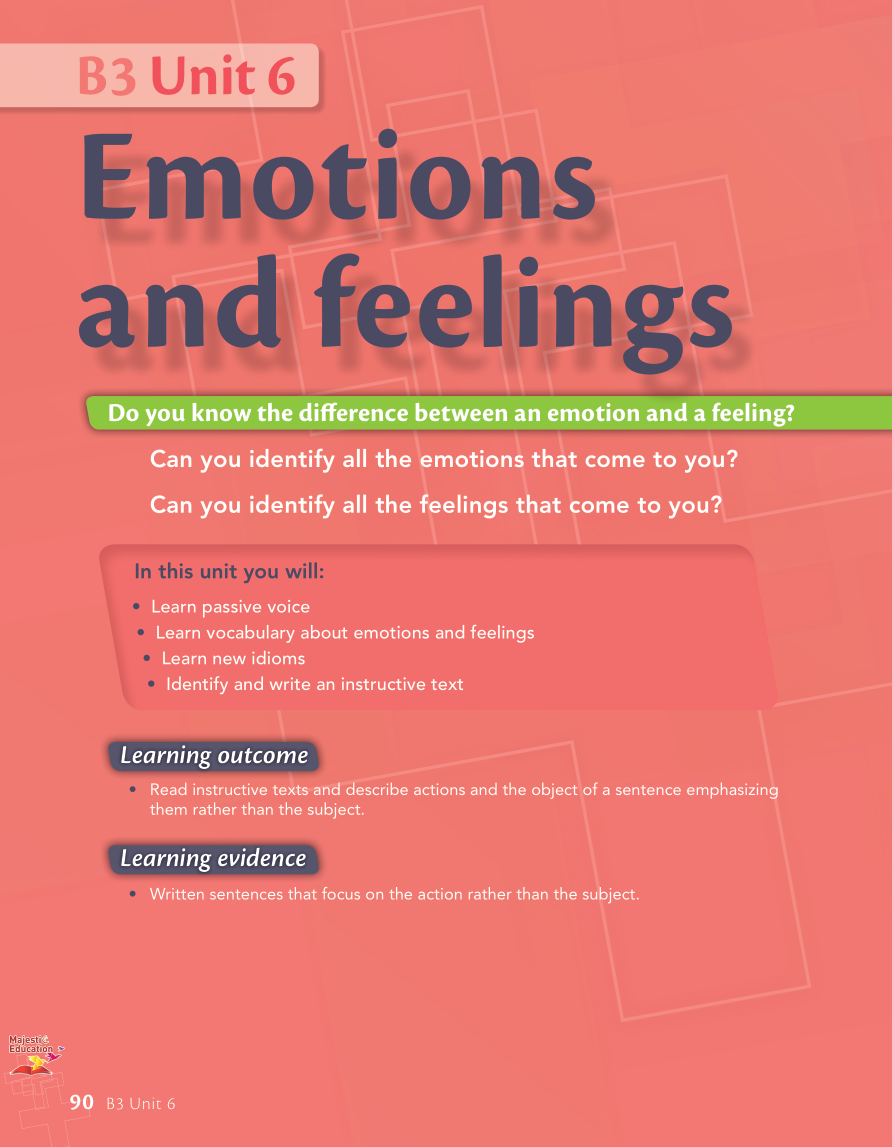 B3 Unit 6
Emotions
and feelings
Do you know the difference between an emotion and a feeling?
Can you identify all the emotions that come to you?
Can you identify all the feelings that come to you?
In this unit you will:
• Learn passive voice
• Learn vocabulary about emotions and feelings
• Learn new idioms
• Identify and write an instructive text
Learning outcome
• Read instructive texts and describe actions and the object of a sentence emphasizing
them rather than the subject.
Learning evidence
• Written sentences that focus on the action rather than the subject.
Majestic
Education
90 B3 Unit 6